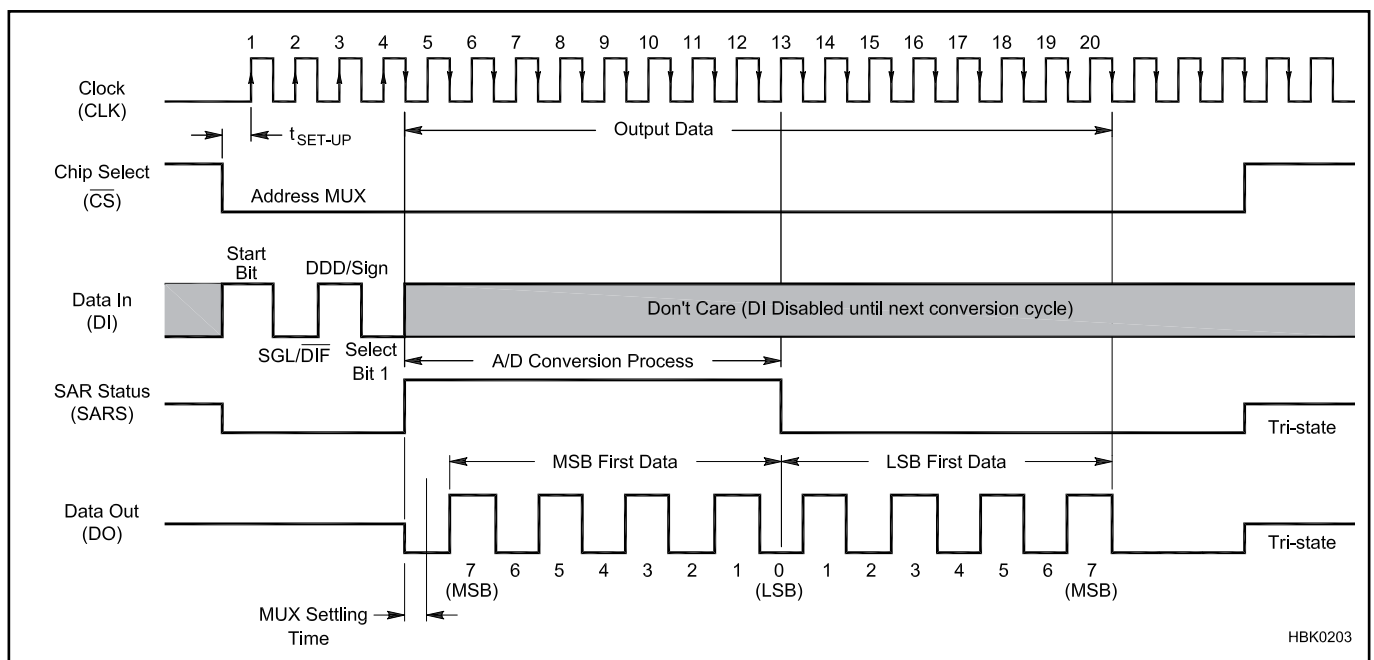 1 2 3 4 5 6 7 8 9 10 11 12 13 14 15 16 17 18 19 20
Clock
(CLK)
tSET-UP
Output Data
Chip Select
(C̅S̅)
Address MUX
Start
Bit
DDD/Sign
Data In
(DI)
Don't Care (DI Disabled until next conversion cycle)
SGL/D̅I̅F̅
Select
Bit 1
A/D Conversion Process
SAR Status
(SARS)
Tri-state
MSB First Data
LSB First Data
Data Out
(DO)
Tri-state
7 6 5 4 3 2 1 0 1 2 3 4 5 6 7
(MSB) (LSB) (MSB)
MUX Settling
Time
HBK0203